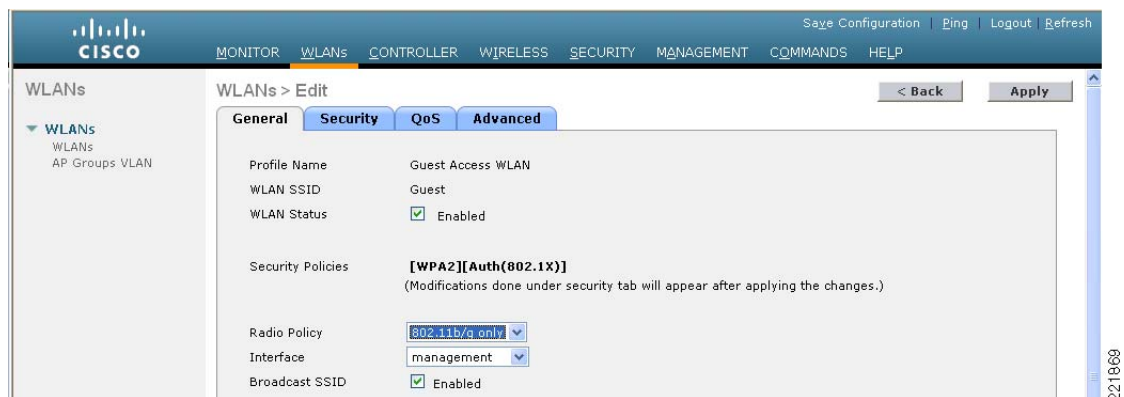 Save Configuration | Ping | Logout | Refresh
CISCO
MONITOR WLANs CONTROLLER WIRELESS SECURITY MANAGEMENT COMMANDS HELP
WLANs
WLANs
WLANs
AP Groups VLAN
WLANs > Edit
< Back
Apply
General Security QoS Advanced
Profile Name Guest Access WLAN
WLAN SSID Guest
WLAN Status Enabled
Security Policies [WPA2][Auth(802.1X)]
(Modifications done under security tab will appear after applying the changes.)
Radio Policy 802.11b/g only
Interface management
Broadcast SSID Enabled
221869